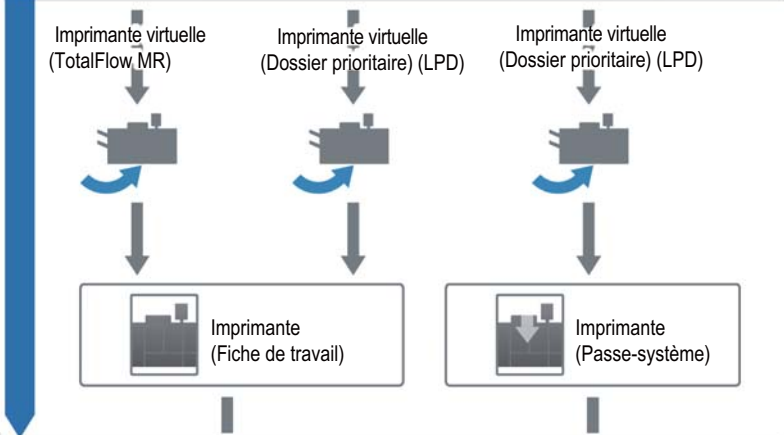 Imprimante virtuelle
(TotalFlow MR)
Imprimante virtuelle
(Dossier prioritaire) (LPD)
Imprimante virtuelle
(Dossier prioritaire) (LPD)
Imprimante
(Fiche de travail)
Imprimante
(Passe-système)